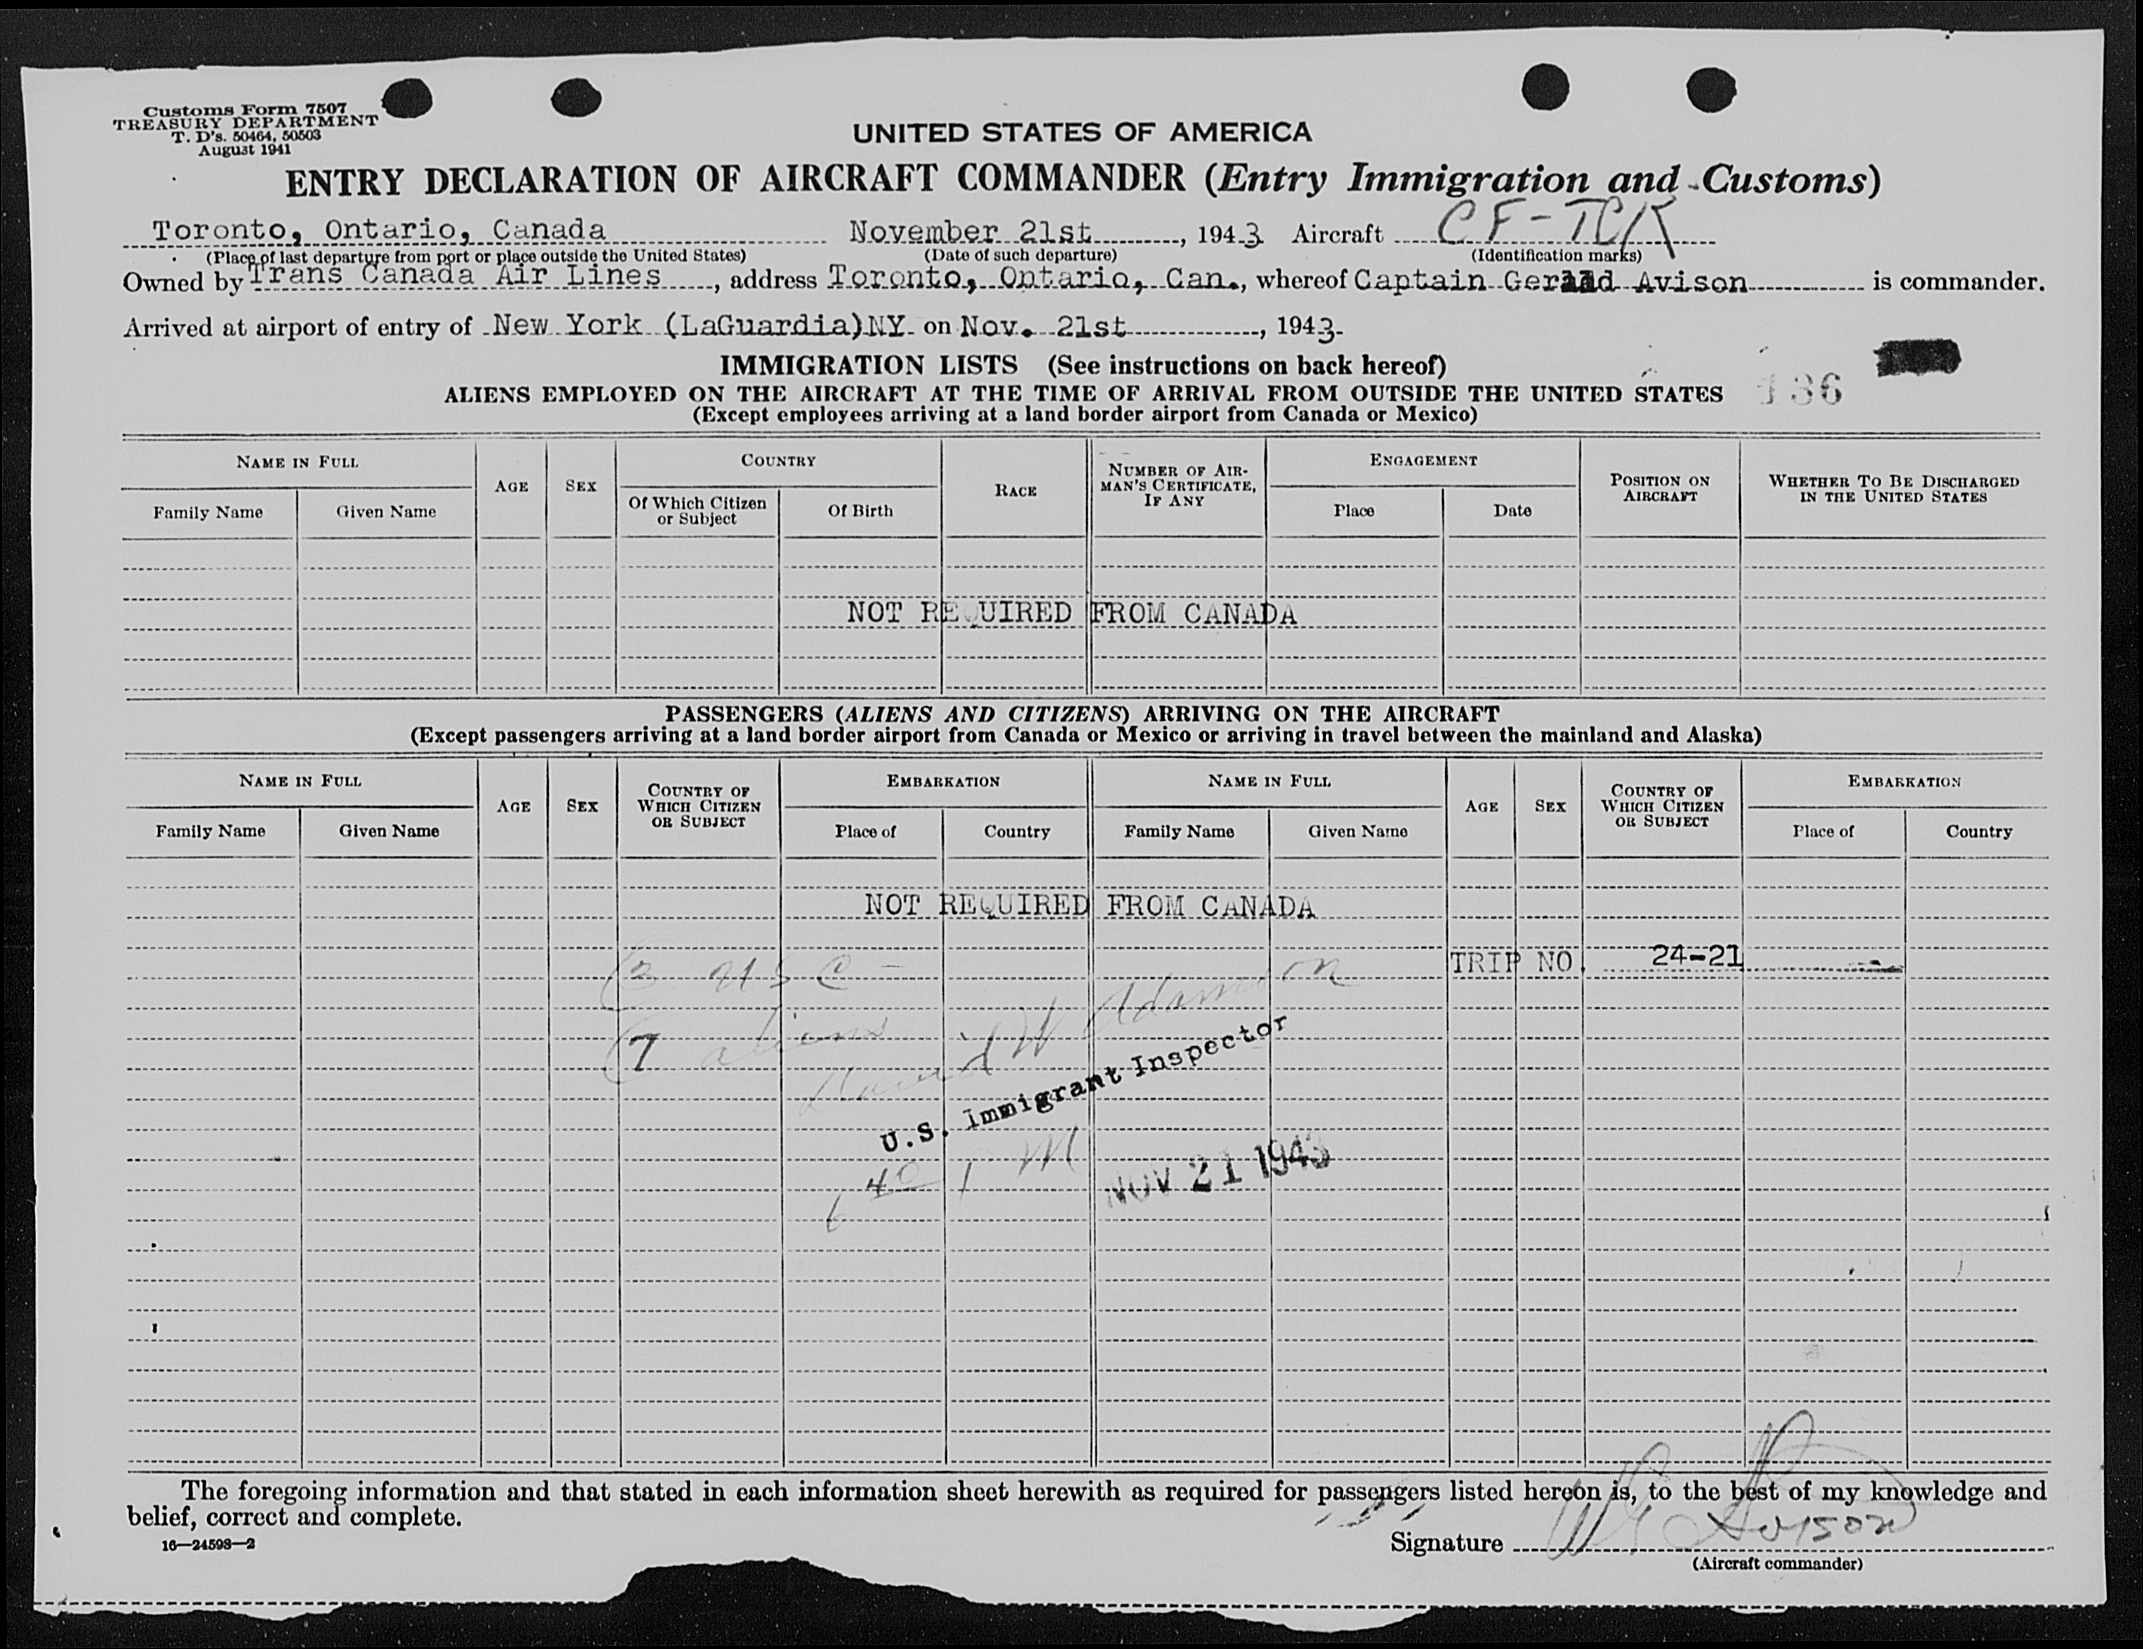 Customs Form 7507
TREASURY DEPARTMENT
T. D's. 50464, 50503
August 1941
UNITED STATES OF AMERICA
ENTRY DECLARATION OF AIRCRAFT COMMANDER (Entry Immigration and Customs)
Toronto, Ontario, Canada November 21st, 1943 Aircraft CF-TCK
(Place of last departure from port or place outside the United States) (Date of such departure) (Identification marks)
Owned by Trans Canada Air Lines, address Toronto, Ontario, Can., whereof Captain Avison is commander.
Arrived at airport of entry of New York (LaGuardia)NY on Nov. 21st, 1943
IMMIGRATION LISTS (See instructions on back hereof)
ALIENS EMPLOYED ON THE AIRCRAFT AT THE TIME OF ARRIVAL FROM OUTSIDE THE UNITED STATES 136
(Except employees arriving at a land border airport from Canada or Mexico)
NAME IN FULL AGE SEX COUNTRY RACE NUMBER OF AIRMAN'S CERTIFICATE, IF ANY ENGAGEMENT POSITION ON AIRCRAFT WHETHER TO BE DISCHARGED IN THE UNITED STATES
Family Name Given Name Of Which Citizen or Subject Of Birth Place Date
NOT REQUIRED FROM CANADA
PASSENGERS (ALIENS AND CITIZENS) ARRIVING ON THE AIRCRAFT
(Except passengers arriving at a land border airport from Canada or Mexico or arriving in travel between the mainland and Alaska)
NAME IN FULL AGE SEX COUNTRY OF WHICH CITIZEN OR SUBJECT EMBARKATION NAME IN FULL AGE SEX COUNTRY OF WHICH CITIZEN OR SUBJECT EMBARKATION
Family Name Given Name Place of Country Family Name Given Name Place of Country
NOT REQUIRED FROM CANADA
TRIP NO. 24-21
3 USC -
7 aliens
David W Adamson
U.S. Immigrant Inspector
6 40 P M
NOV 21 1943
The foregoing information and that stated in each information sheet herewith as required for passengers listed hereon is, to the best of my knowledge and
belief, correct and complete.
16—24598—2
Signature W G Avison
(Aircraft commander)